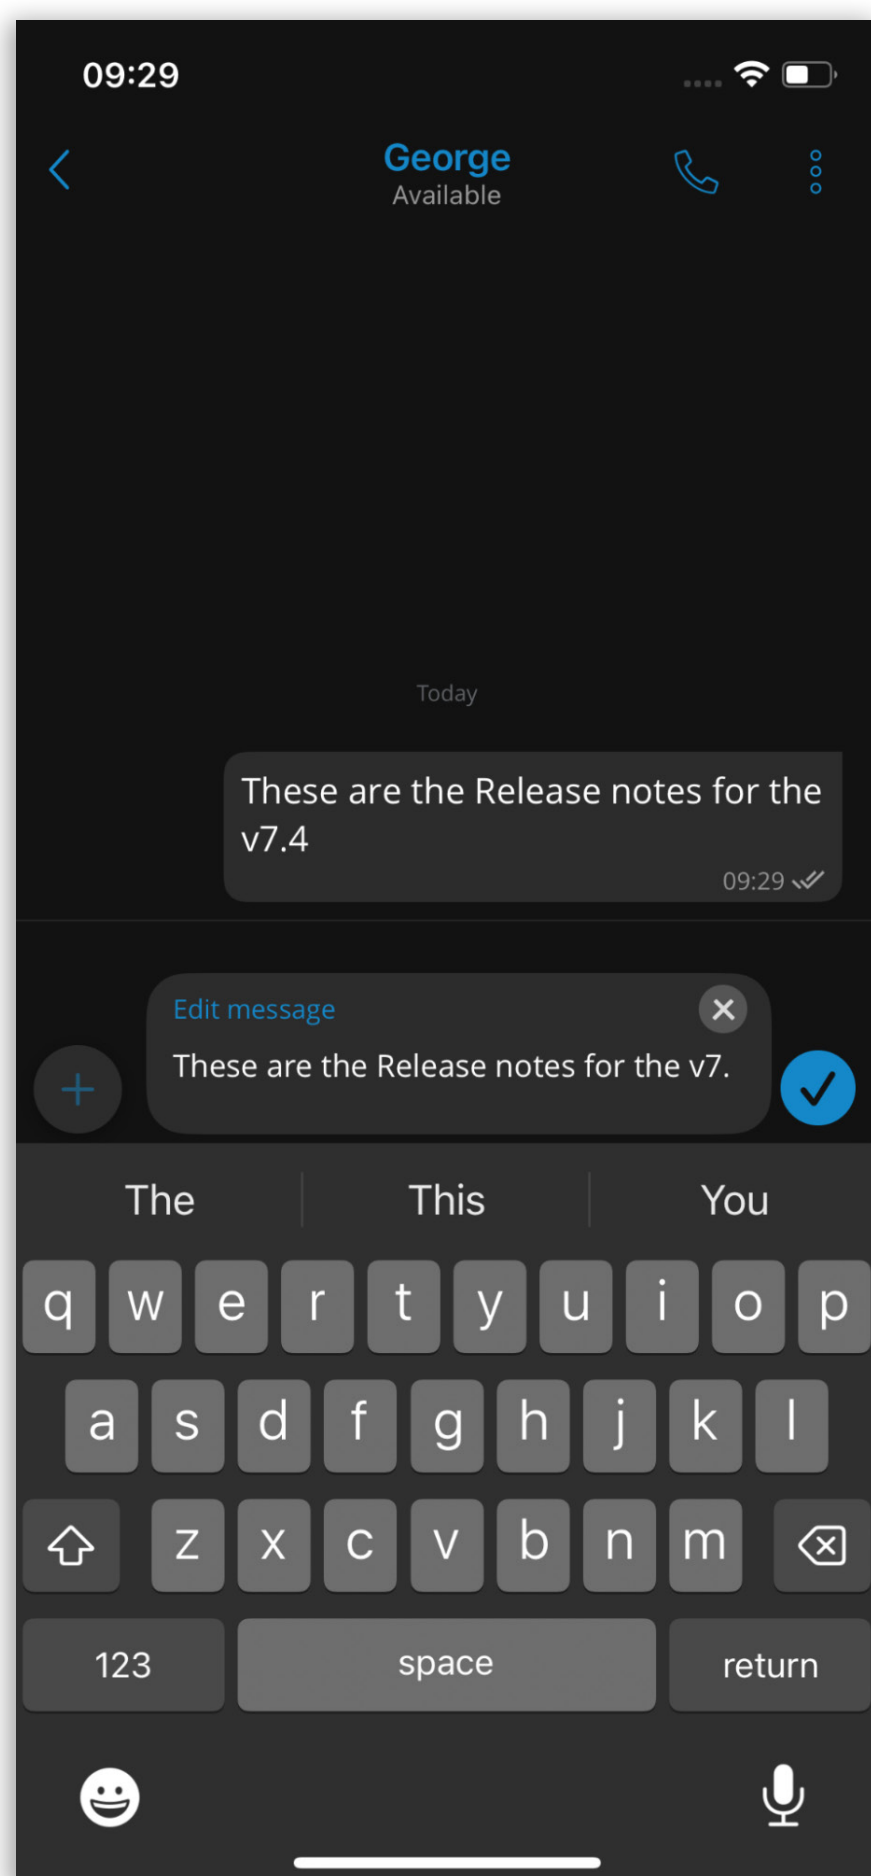 09:29
George
Available
Today
These are the Release notes for the
v7.4
09:29
Edit message
These are the Release notes for the v7.
The This You
q w e r t y u i o p
a s d f g h j k l
z x c v b n m
123 space return